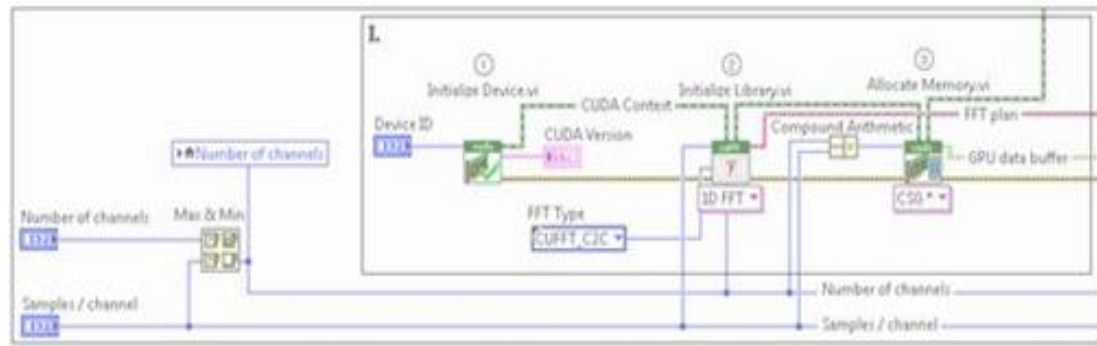 I.
1
Initialize Device.vi
2
Initialize Library.vi
3
Allocate Memory.vi
CUDA Context
FFT plan
Device ID
CUDA Version
Compound Arithmetic
GPU data buffer
Number of channels
1D FFT
CSG
FFT Type
CUFFT_C2C
Number of channels
Max & Min
Samples / channel
Number of channels
Samples / channel